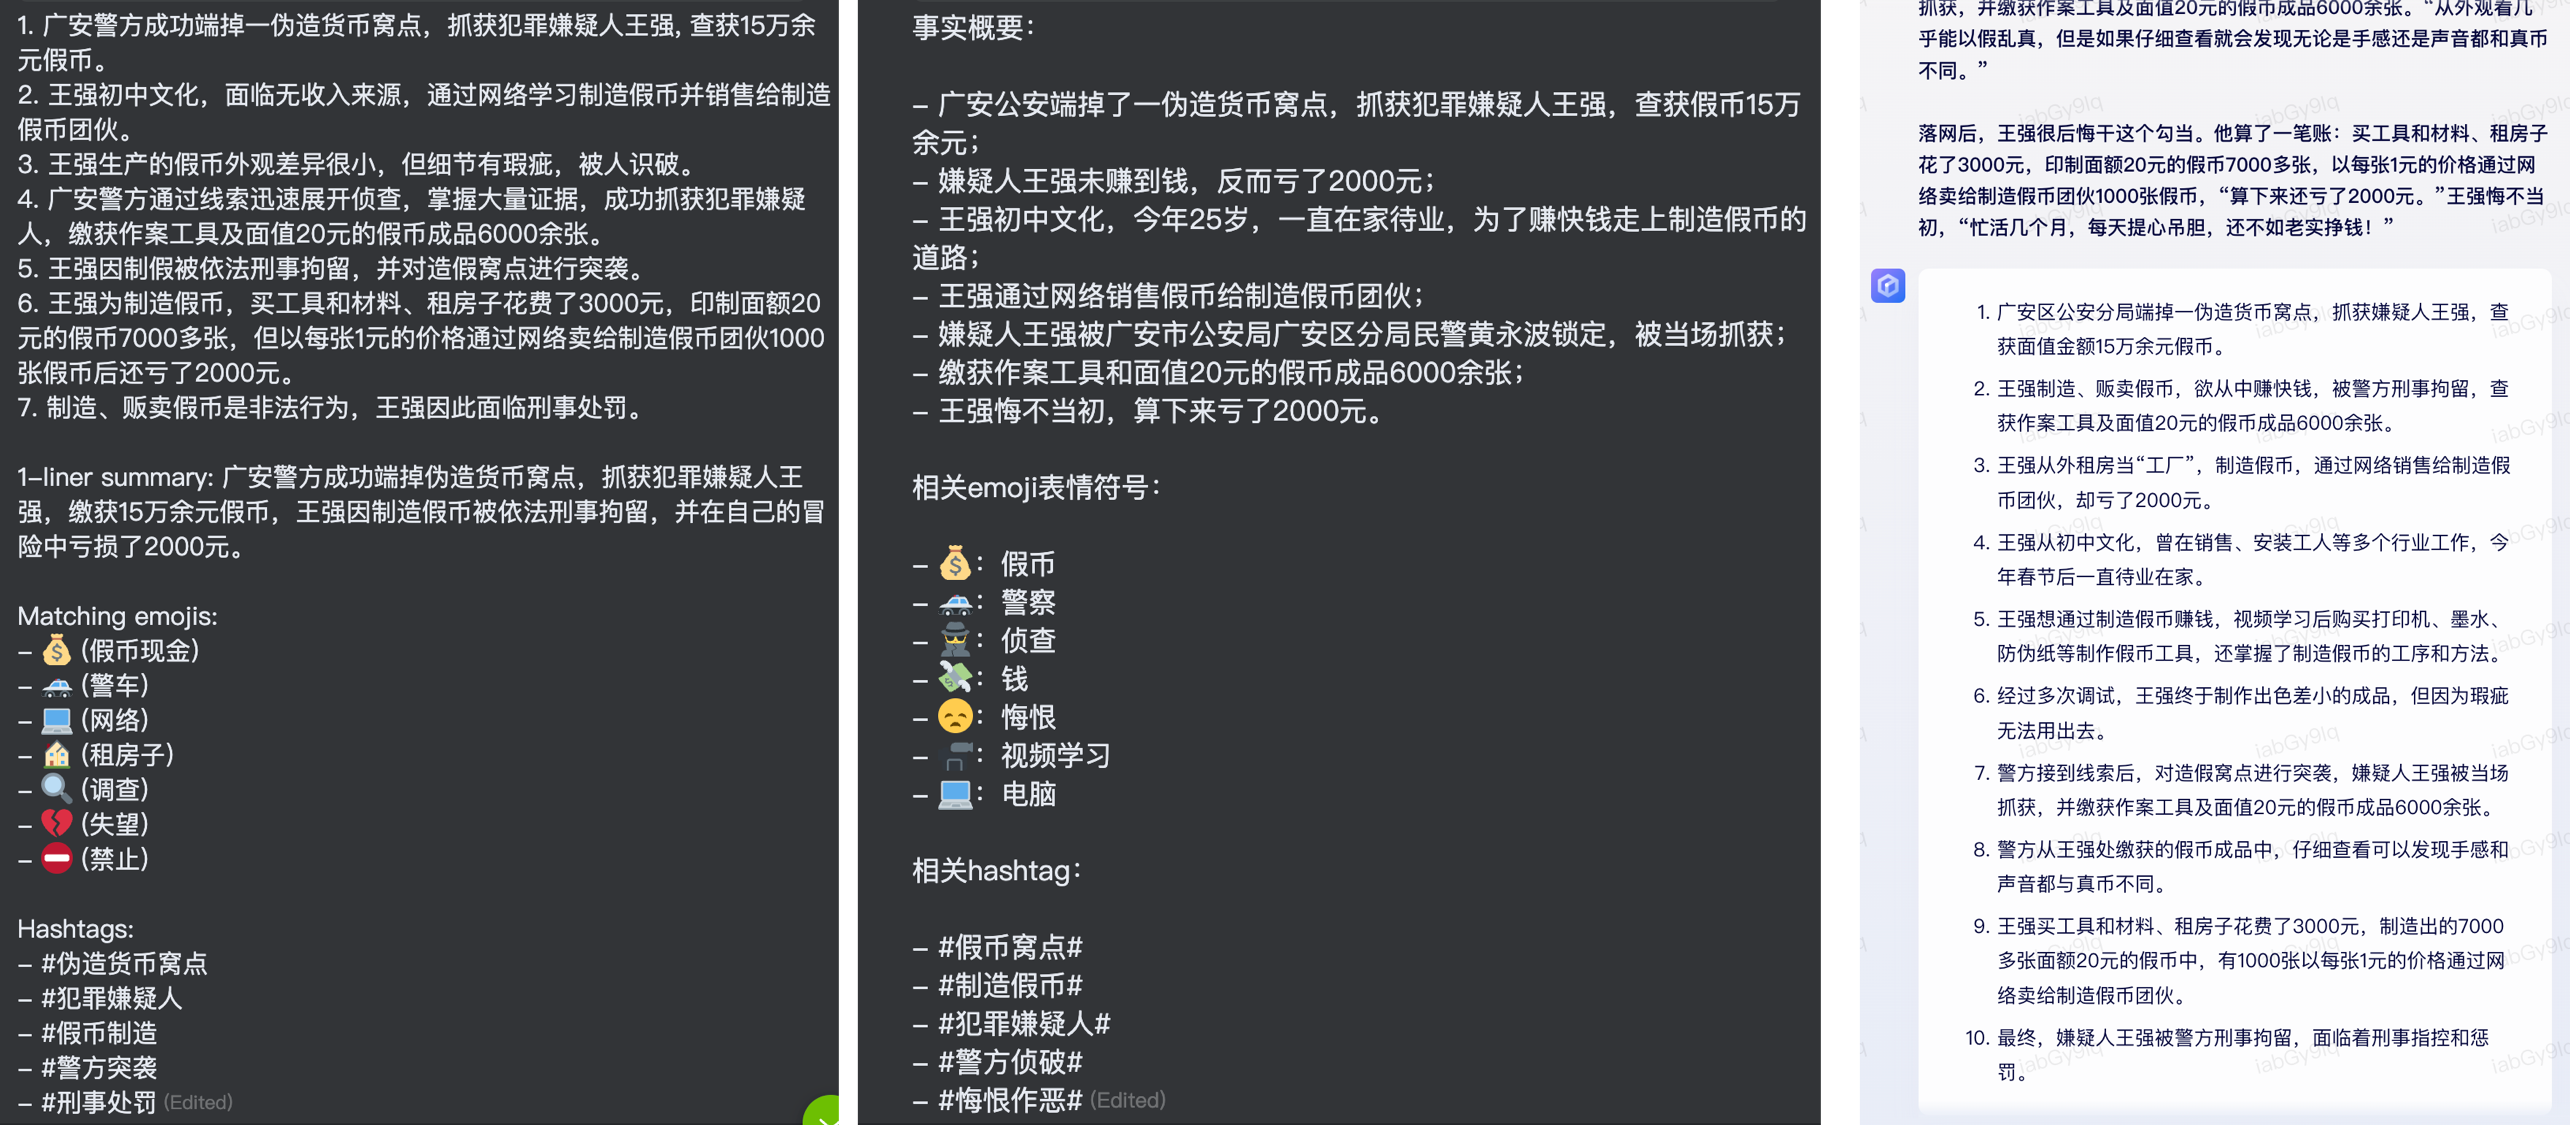 1. 广安警方成功端掉一伪造货币窝点，抓获犯罪嫌疑人王强, 查获15万余
元假币。
2. 王强初中文化，面临无收入来源，通过网络学习制造假币并销售给制造
假币团伙。
3. 王强生产的假币外观差异很小，但细节有瑕疵，被人识破。
4. 广安警方通过线索迅速展开侦查，掌握大量证据，成功抓获犯罪嫌疑
人，缴获作案工具及面值20元的假币成品6000余张。
5. 王强因制假被依法刑事拘留，并对造假窝点进行突袭。
6. 王强为制造假币，买工具和材料、租房子花费了3000元，印制面额20
元的假币7000多张，但以每张1元的价格通过网络卖给制造假币团伙1000
张假币后还亏了2000元。
7. 制造、贩卖假币是非法行为，王强因此面临刑事处罚。
1-liner summary: 广安警方成功端掉伪造货币窝点，抓获犯罪嫌疑人王
强，缴获15万余元假币，王强因制造假币被依法刑事拘留，并在自己的冒
险中亏损了2000元。
Matching emojis:
- 💰 (假币现金)
- 🚓 (警车)
- 💻 (网络)
- 🏠 (租房子)
- 🔍 (调查)
- 💔 (失望)
- ⛔ (禁止)
Hashtags:
- #伪造货币窝点
- #犯罪嫌疑人
- #假币制造
- #警方突袭
- #刑事处罚 (Edited)
事实概要：
- 广安公安端掉了一伪造货币窝点，抓获犯罪嫌疑人王强，查获假币15万
余元；
- 嫌疑人王强未赚到钱，反而亏了2000元；
- 王强初中文化，今年25岁，一直在家待业，为了赚快钱走上制造假币的
道路；
- 王强通过网络销售假币给制造假币团伙；
- 嫌疑人王强被广安市公安局广安区分局民警黄永波锁定，被当场抓获；
- 缴获作案工具和面值20元的假币成品6000余张；
- 王强悔不当初，算下来亏了2000元。
相关emoji表情符号：
- 💰：假币
- 🚓：警察
- 🕵：侦查
- 💸：钱
- 😞：悔恨
- 🎥：视频学习
- 💻：电脑
相关hashtag：
- #假币窝点#
- #制造假币#
- #犯罪嫌疑人#
- #警方侦破#
- #悔恨作恶# (Edited)
抓获，并缴获作案工具及面值20元的假币成品6000余张。“从外观看几
乎能以假乱真，但是如果仔细查看就会发现无论是手感还是声音都和真币
不同。”
落网后，王强很后悔干这个勾当。他算了一笔账：买工具和材料、租房子
花了3000元，印制面额20元的假币7000多张，以每张1元的价格通过网
络卖给制造假币团伙1000张假币，“算下来还亏了2000元。”王强悔不当
初，“忙活几个月，每天提心吊胆，还不如老实挣钱！”
1. 广安区公安分局端掉一伪造货币窝点，抓获嫌疑人王强，查
获面值金额15万余元假币。
2. 王强制造、贩卖假币，欲从中赚快钱，被警方刑事拘留，查
获作案工具及面值20元的假币成品6000余张。
3. 王强从外租房当“工厂”，制造假币，通过网络销售给制造假
币团伙，却亏了2000元。
4. 王强从初中文化，曾在销售、安装工人等多个行业工作，今
年春节后一直待业在家。
5. 王强想通过制造假币赚钱，视频学习后购买打印机、墨水、
防伪纸等制作假币工具，还掌握了制造假币的工序和方法。
6. 经过多次调试，王强终于制作出色差小的成品，但因为瑕疵
无法用出去。
7. 警方接到线索后，对造假窝点进行突袭，嫌疑人王强被当场
抓获，并缴获作案工具及面值20元的假币成品6000余张。
8. 警方从王强处缴获的假币成品中，仔细查看可以发现手感和
声音都与真币不同。
9. 王强买工具和材料、租房子花费了3000元，制造出的7000
多张面额20元的假币中，有1000张以每张1元的价格通过网
络卖给制造假币团伙。
10. 最终，嫌疑人王强被警方刑事拘留，面临着刑事指控和惩
罚。